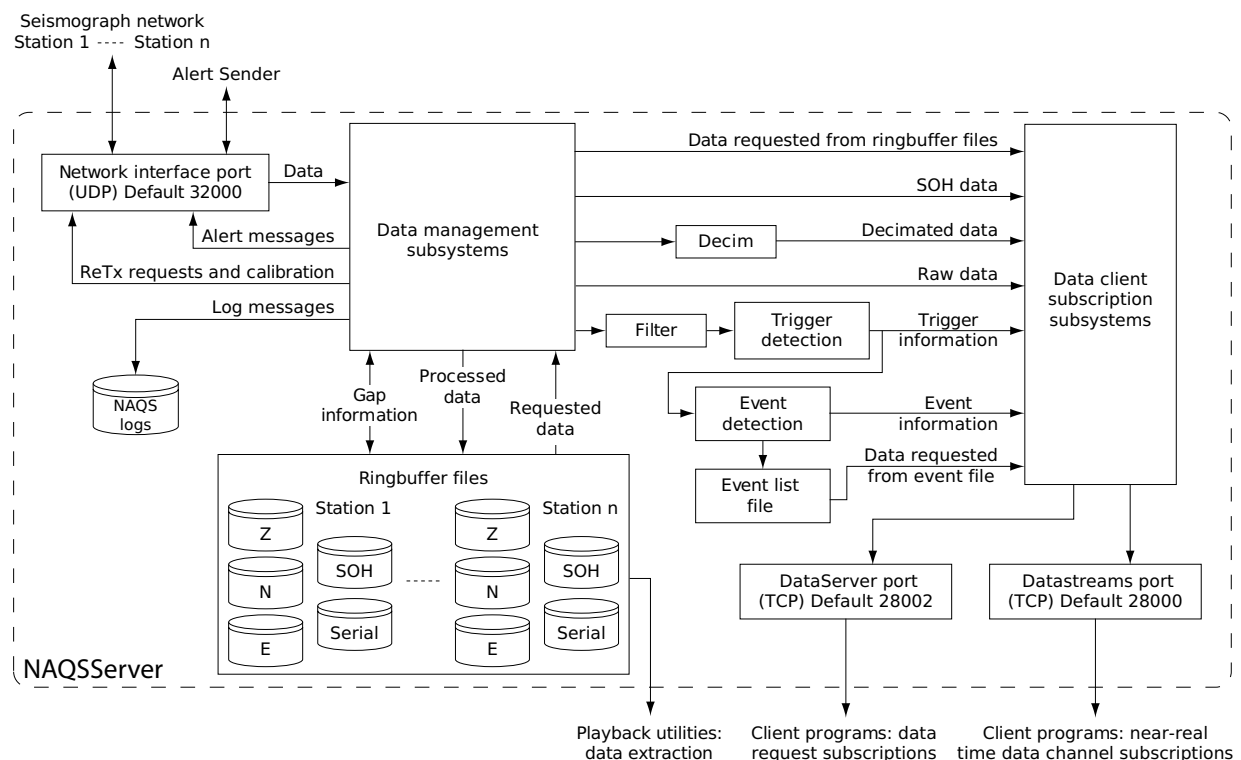 Seismograph network
Station 1 ---- Station n
Alert Sender
Network interface port
(UDP) Default 32000
Data
Alert messages
ReTx requests and calibration
Log messages
NAQS
logs
Data management
subsystems
Data requested from ringbuffer files
SOH data
Decim
Decimated data
Raw data
Filter
Trigger
detection
Trigger
information
Data client
subscription
subsystems
Gap
information
Processed
data
Requested
data
Event
detection
Event
information
Event list
file
Data requested
from event file
Ringbuffer files
Station 1
Z
N
E
SOH
Serial
-----
Station n
Z
N
E
SOH
Serial
DataServer port
(TCP) Default 28002
Datastreams port
(TCP) Default 28000
NAQSServer
Playback utilities:
data extraction
Client programs: data
request subscriptions
Client programs: near-real
time data channel subscriptions